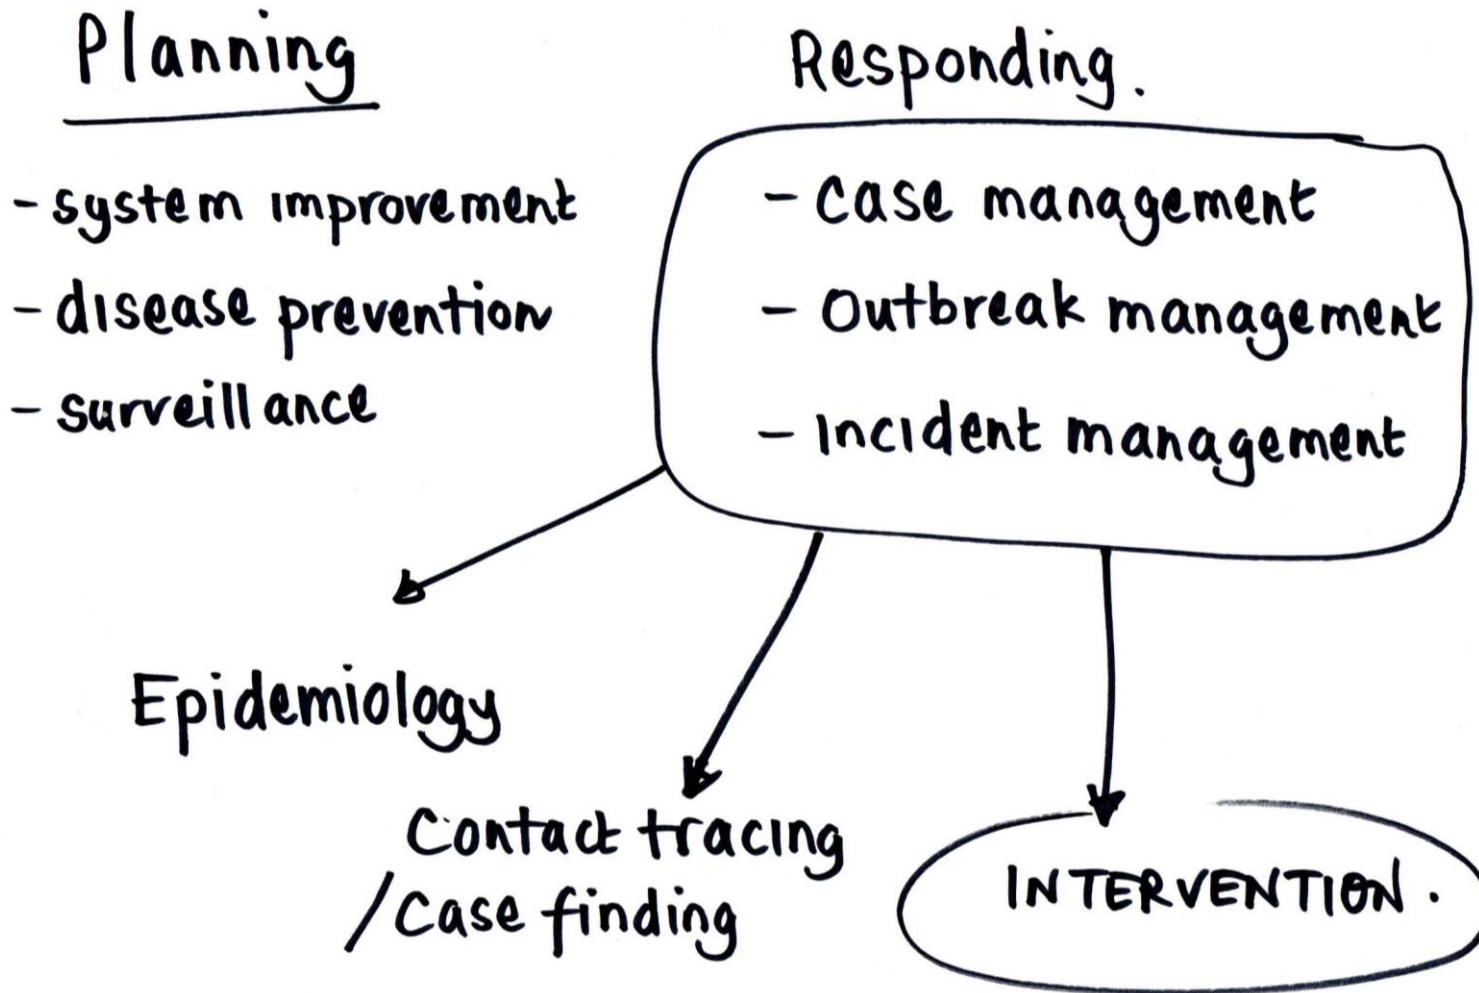 Planning
- system improvement
- disease prevention
- surveillance
Responding.
- case management
- Outbreak management
- Incident management
Epidemiology
Contact tracing
/Case finding
INTERVENTION.